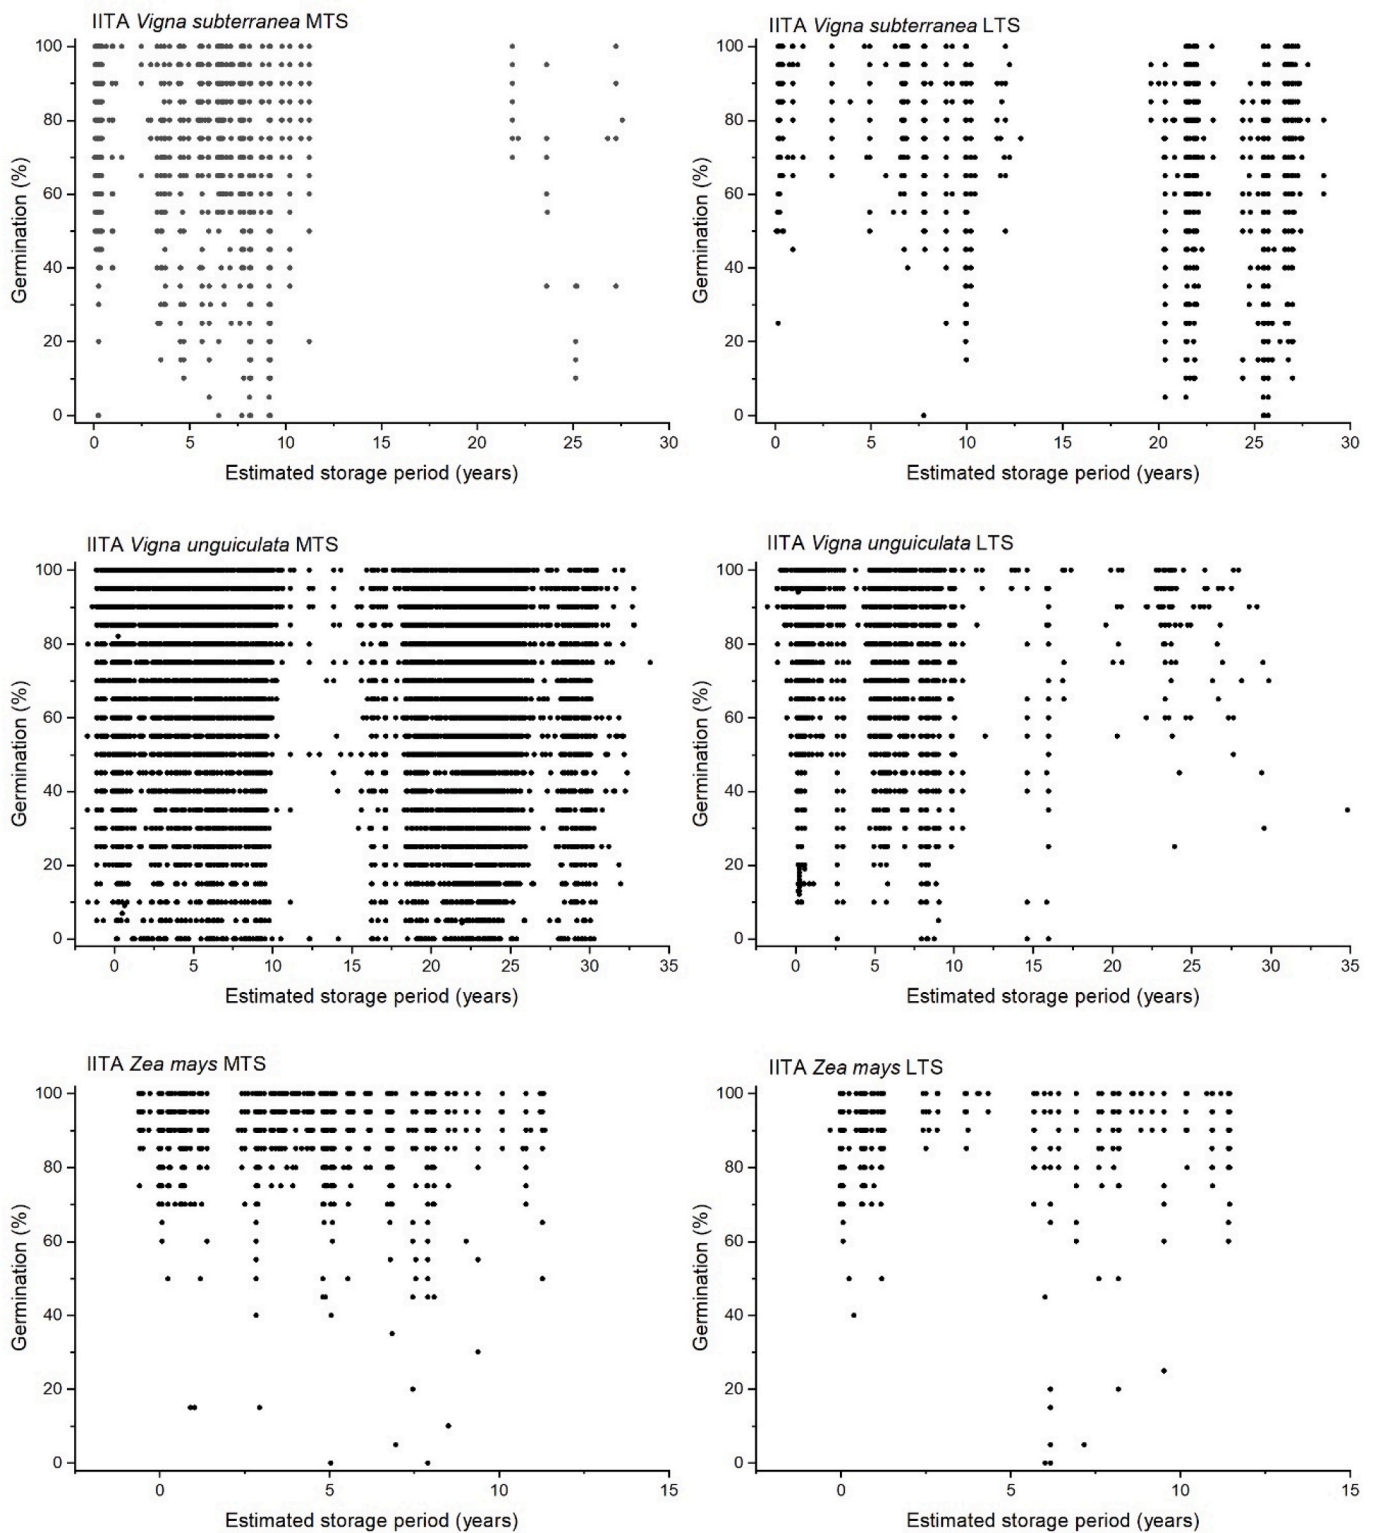 IITA Vigna subterranea MTS
100
80
60
40
20
0
Germination (%)
0 5 10 15 20 25 30
Estimated storage period (years)
IITA Vigna subterranea LTS
100
80
60
40
20
0
Germination (%)
0 5 10 15 20 25 30
Estimated storage period (years)
IITA Vigna unguiculata MTS
100
80
60
40
20
0
Germination (%)
0 5 10 15 20 25 30 35
Estimated storage period (years)
IITA Vigna unguiculata LTS
100
80
60
40
20
0
Germination (%)
0 5 10 15 20 25 30 35
Estimated storage period (years)
IITA Zea mays MTS
100
80
60
40
20
0
Germination (%)
0 5 10 15
Estimated storage period (years)
IITA Zea mays LTS
100
80
60
40
20
0
Germination (%)
0 5 10 15
Estimated storage period (years)